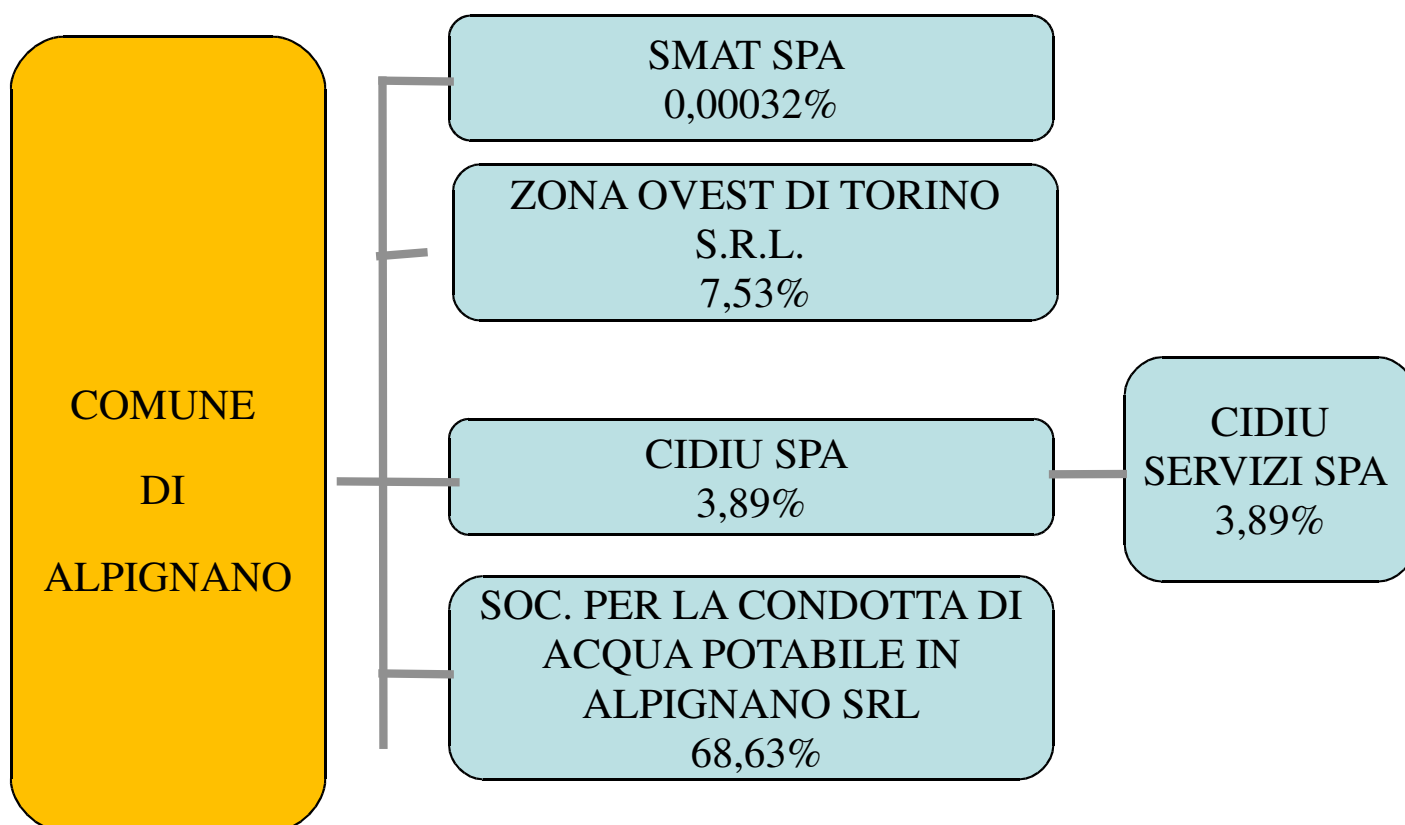 COMUNE
DI
ALPIGNANO
SMAT SPA
0,00032%
ZONA OVEST DI TORINO
S.R.L.
7,53%
CIDIU SPA
3,89%
CIDIU
SERVIZI SPA
3,89%
SOC. PER LA CONDOTTA DI
ACQUA POTABILE IN
ALPIGNANO SRL
68,63%